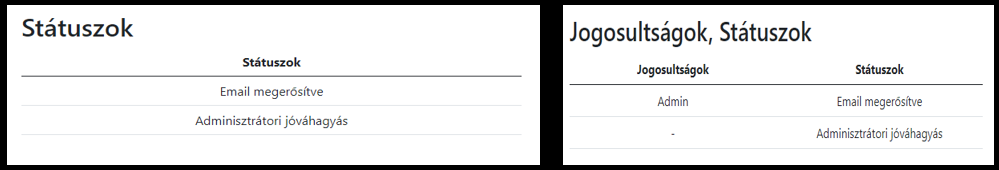 Státuszok
Státuszok
Email megerősítve
Adminisztrátori jóváhagyás
Jogosultságok, Státuszok
Jogosultságok Státuszok
Admin Email megerősítve
- Adminisztrátori jóváhagyás